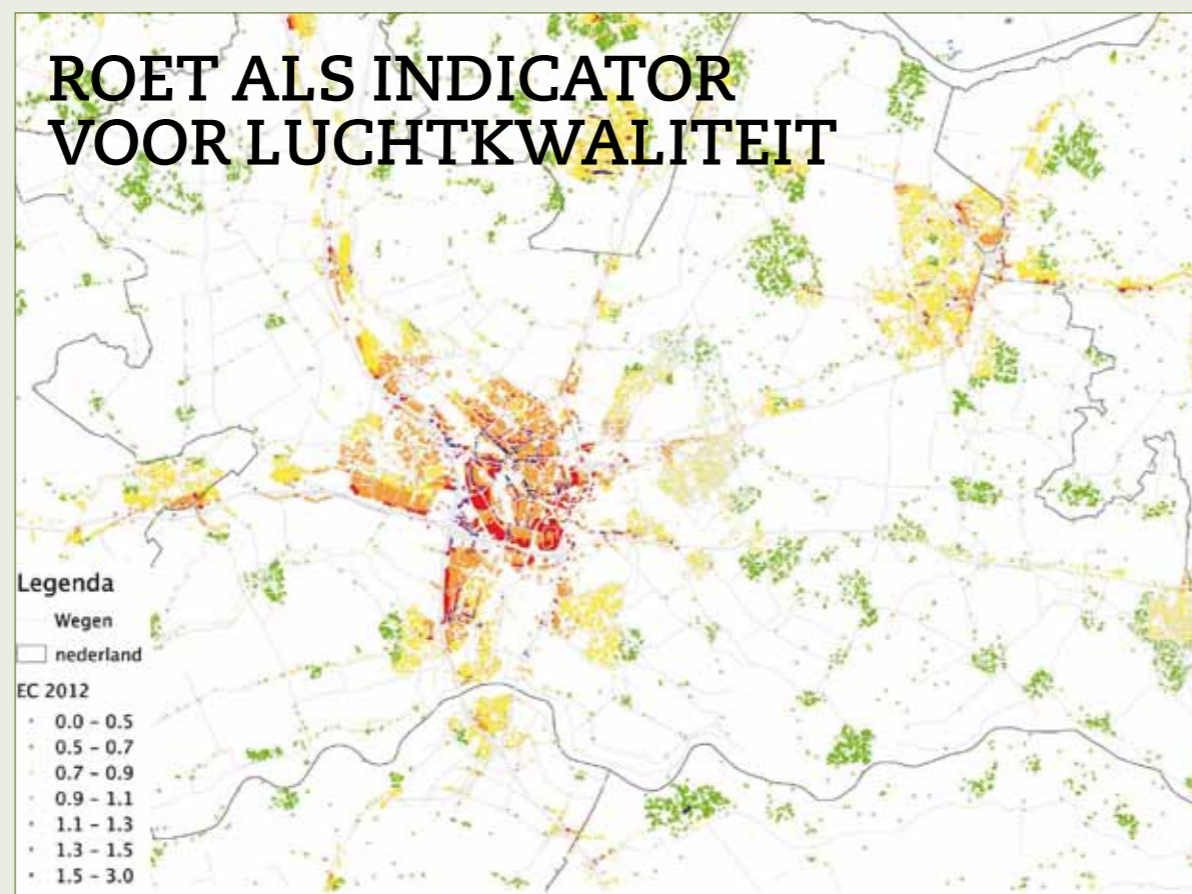 ROET ALS INDICATOR
VOOR LUCHTKWALITEIT
Legenda
Wegen
nederland
EC 2012
0.0 – 0.5
0.5 – 0.7
0.7 – 0.9
0.9 – 1.1
1.1 – 1.3
1.3 – 1.5
1.5 – 3.0